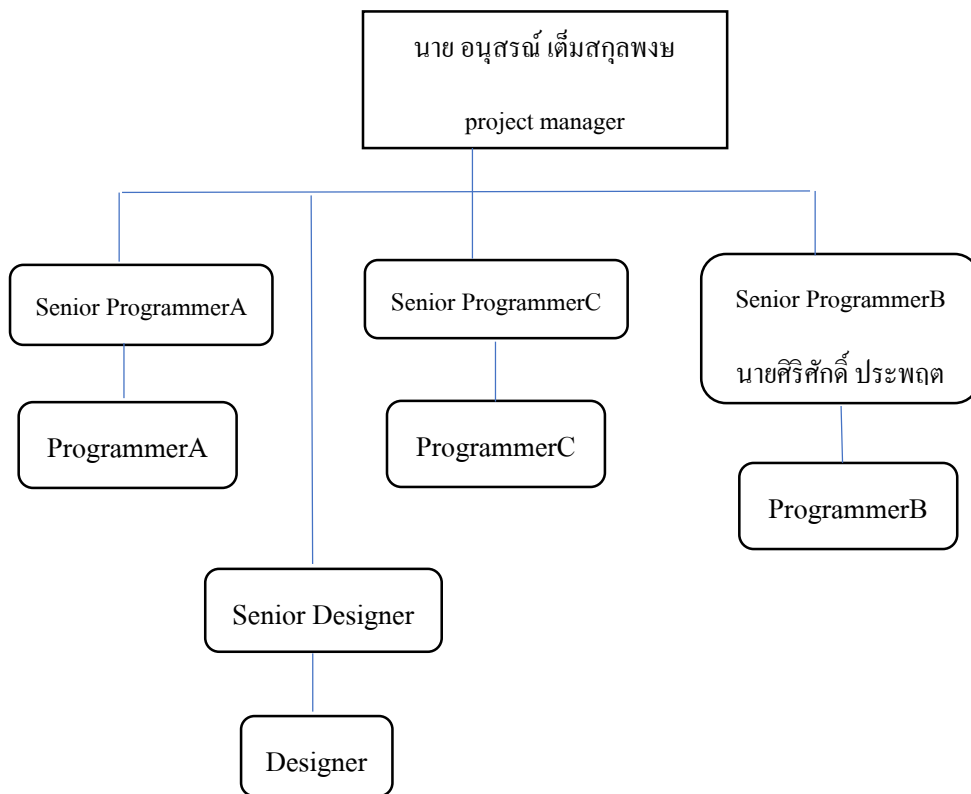 นาย อนุสรณ์ เต็มสกุลพงษ
project manager
Senior ProgrammerA
Senior ProgrammerC
Senior ProgrammerB
นายศิริศักดิ์ ประพฤต
ProgrammerA
ProgrammerC
ProgrammerB
Senior Designer
Designer